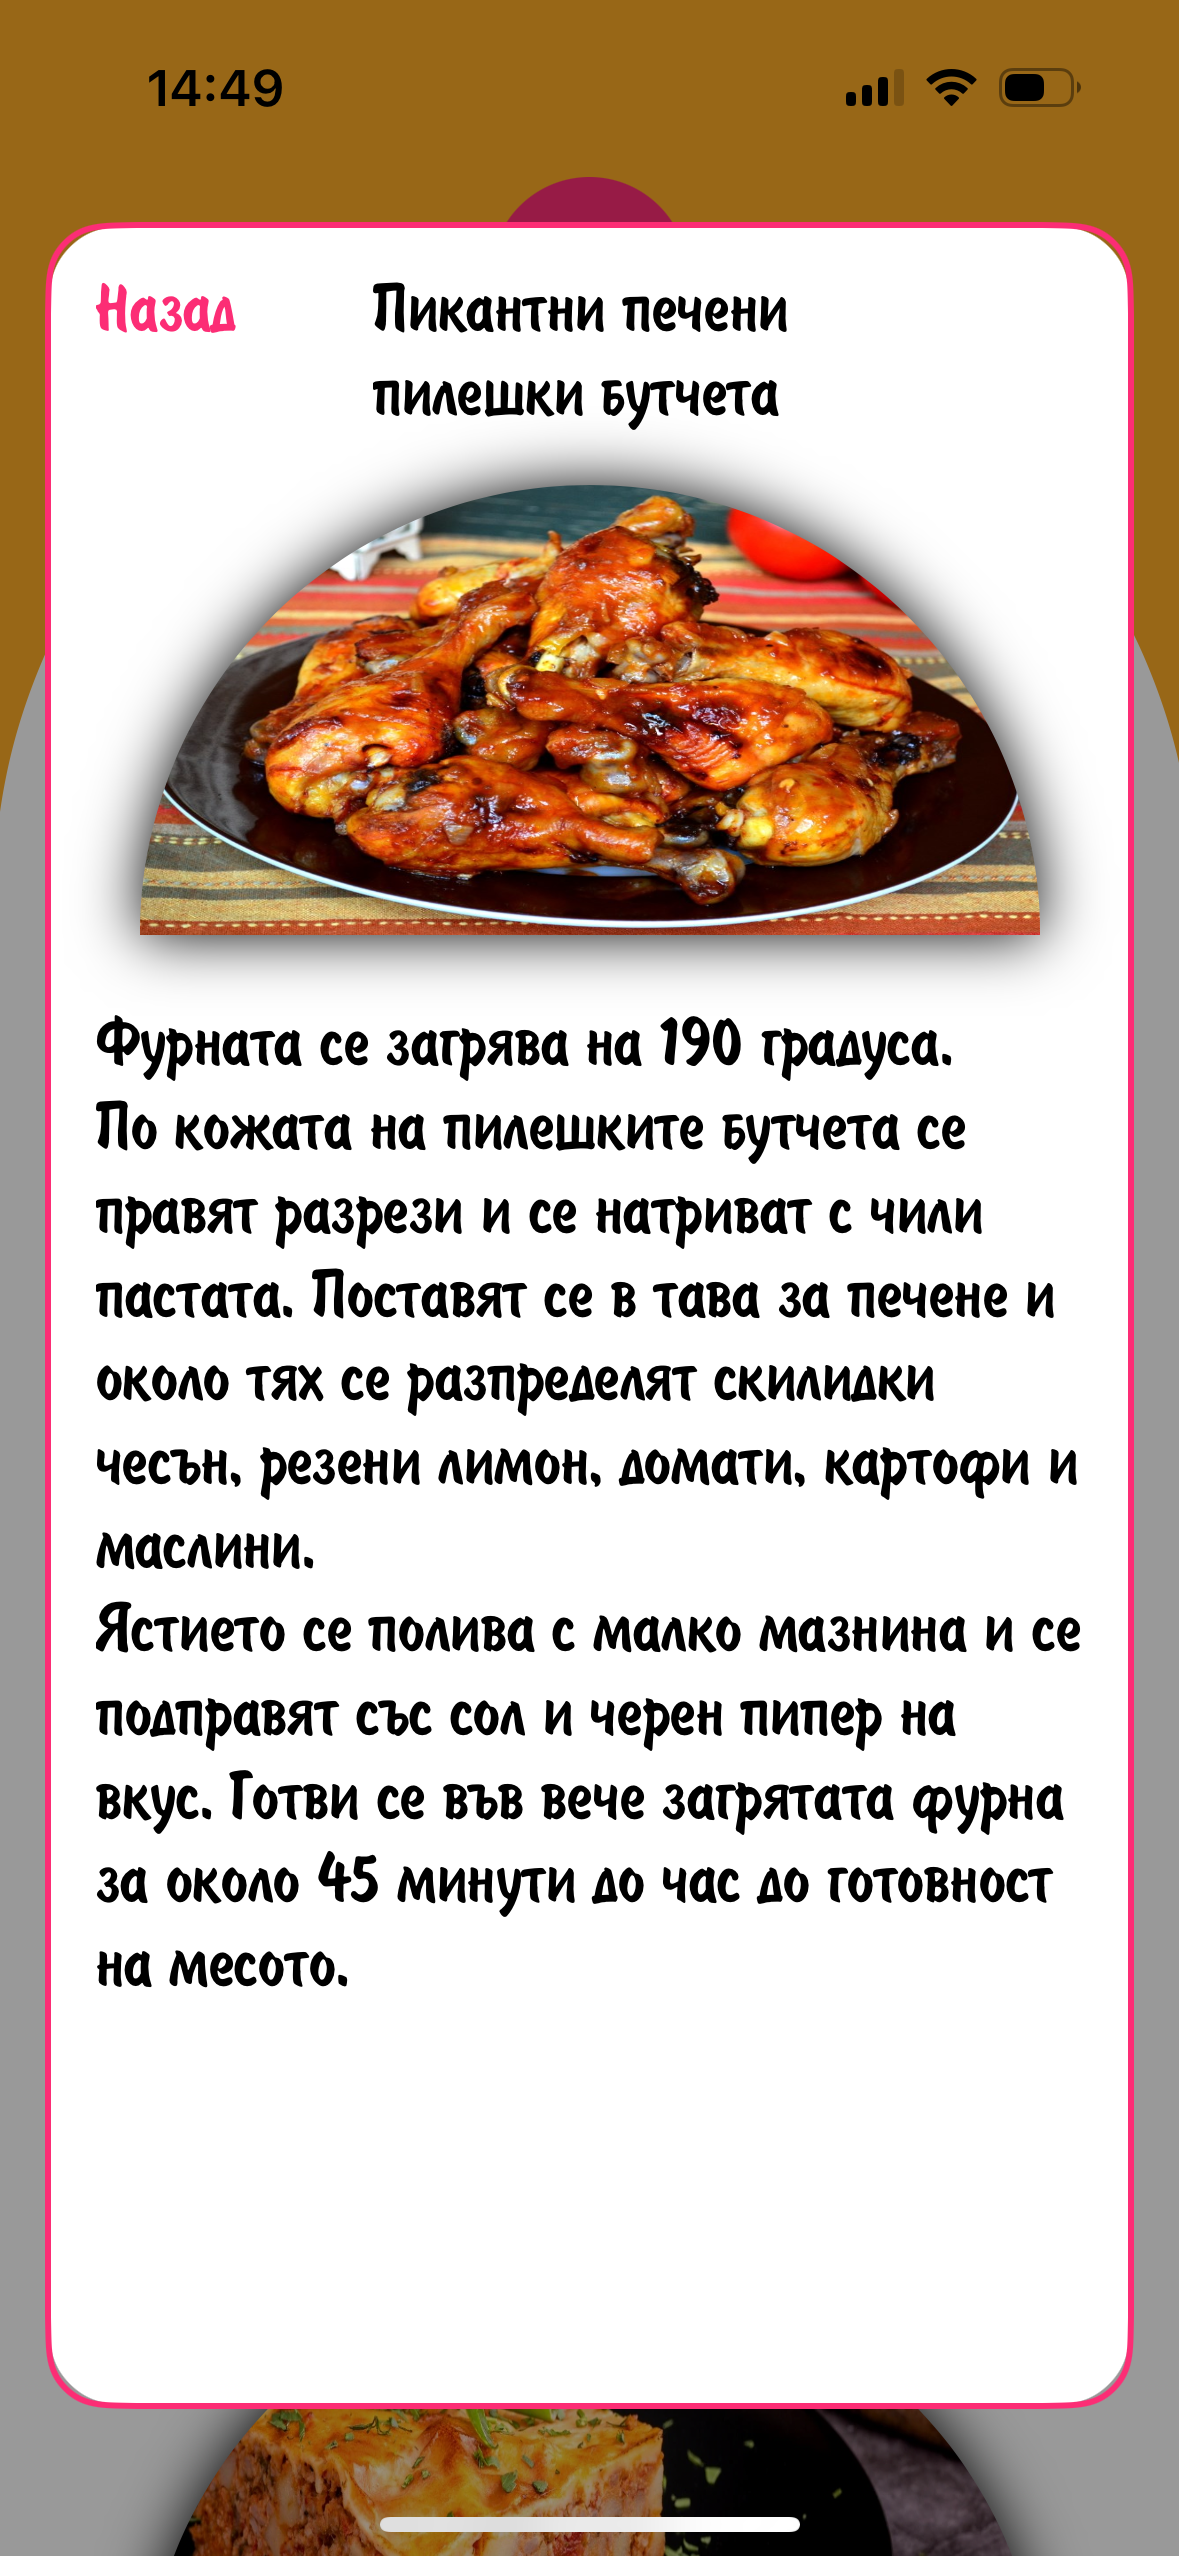 14:49
Назад
Пикантни печени
пилешки бутчета
Фурната се загрява на 190 градуса.
По кожата на пилешките бутчета се
правят разрези и се натриват с чили
пастата. Поставят се в тава за печене и
около тях се разпределят скилидки
чесън, резени лимон, домати, картофи и
маслини.
Ястието се полива с малко мазнина и се
подправят със сол и черен пипер на
вкус. Готви се във вече загрятата фурна
за около 45 минути до час до готовност
на месото.